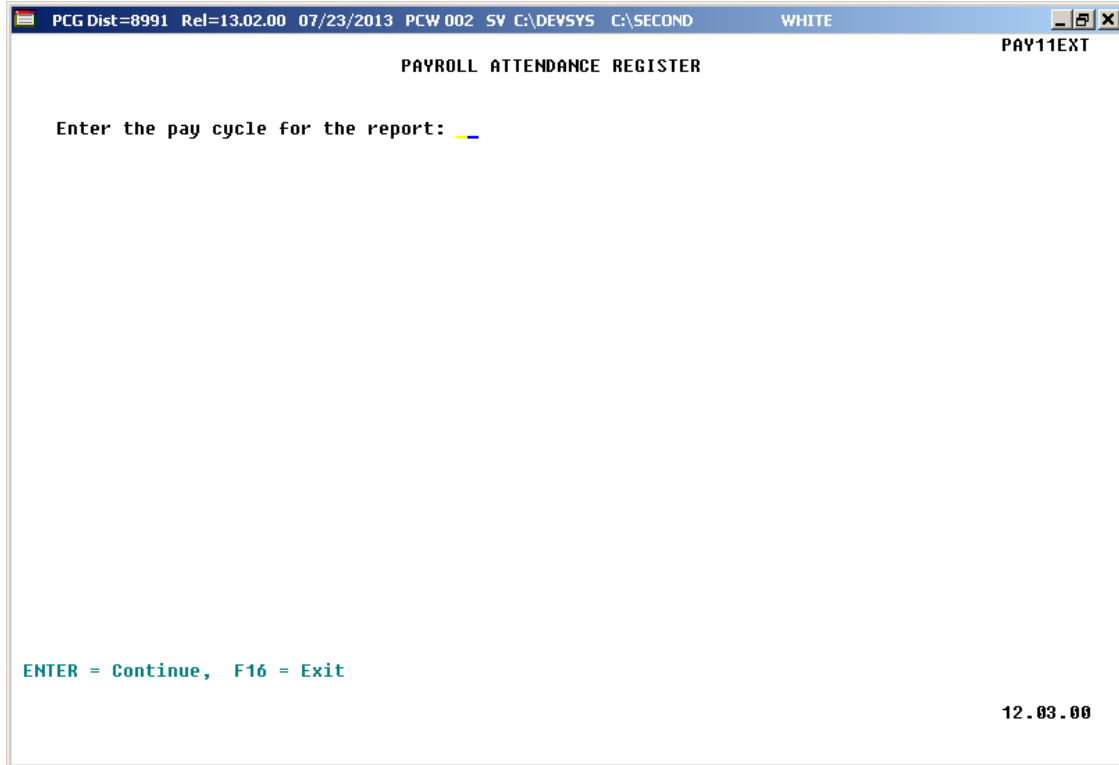 PCG Dist=8991 Rel=13.02.00 07/23/2013 PCW 002 SV C:\DEVSYS C:\SECOND WHITE
PAY11EXT
PAYROLL ATTENDANCE REGISTER
Enter the pay cycle for the report: __
ENTER = Continue, F16 = Exit
12.03.00